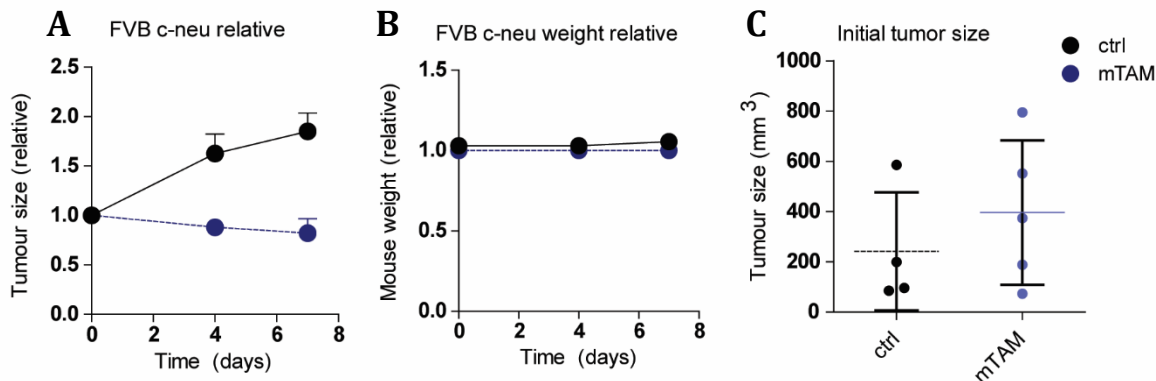 A
FVB c-neu relative
Tumour size (relative)
2.5
2.0
1.5
1.0
0.5
0.0
0 2 4 6 8
Time (days)
B
FVB c-neu weight relative
Mouse weight (relative)
1.5
1.0
0.5
0.0
0 2 4 6 8
Time (days)
C
Initial tumor size
Tumour size (mm³)
1000
800
600
400
200
0
ctrl
mTAM
ctrl
mTAM